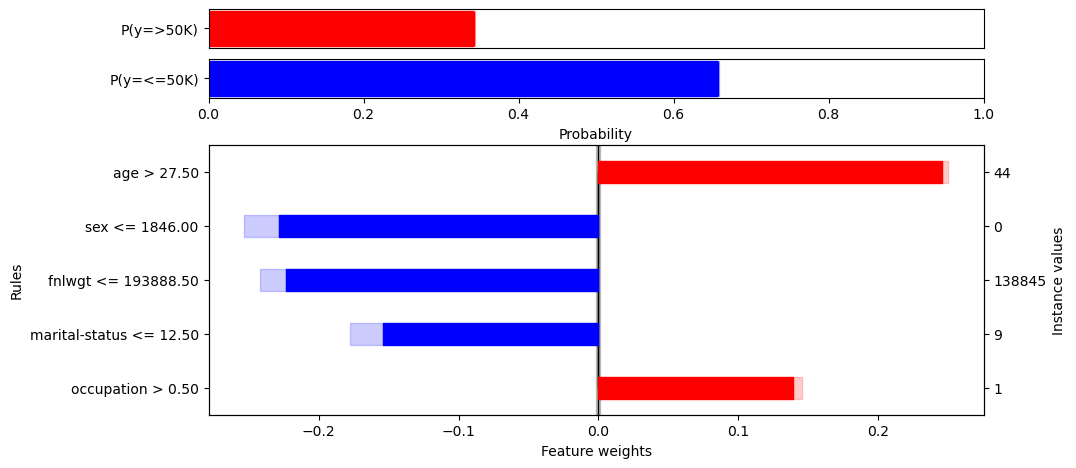 P(y=>50K)
P(y=<=50K)
0.0 0.2 0.4 0.6 0.8 1.0
Probability
age > 27.50 44
sex <= 1846.00 0
fnlwgt <= 193888.50 138845
marital-status <= 12.50 9
occupation > 0.50 1
Rules
Instance values
−0.2 −0.1 0.0 0.1 0.2
Feature weights